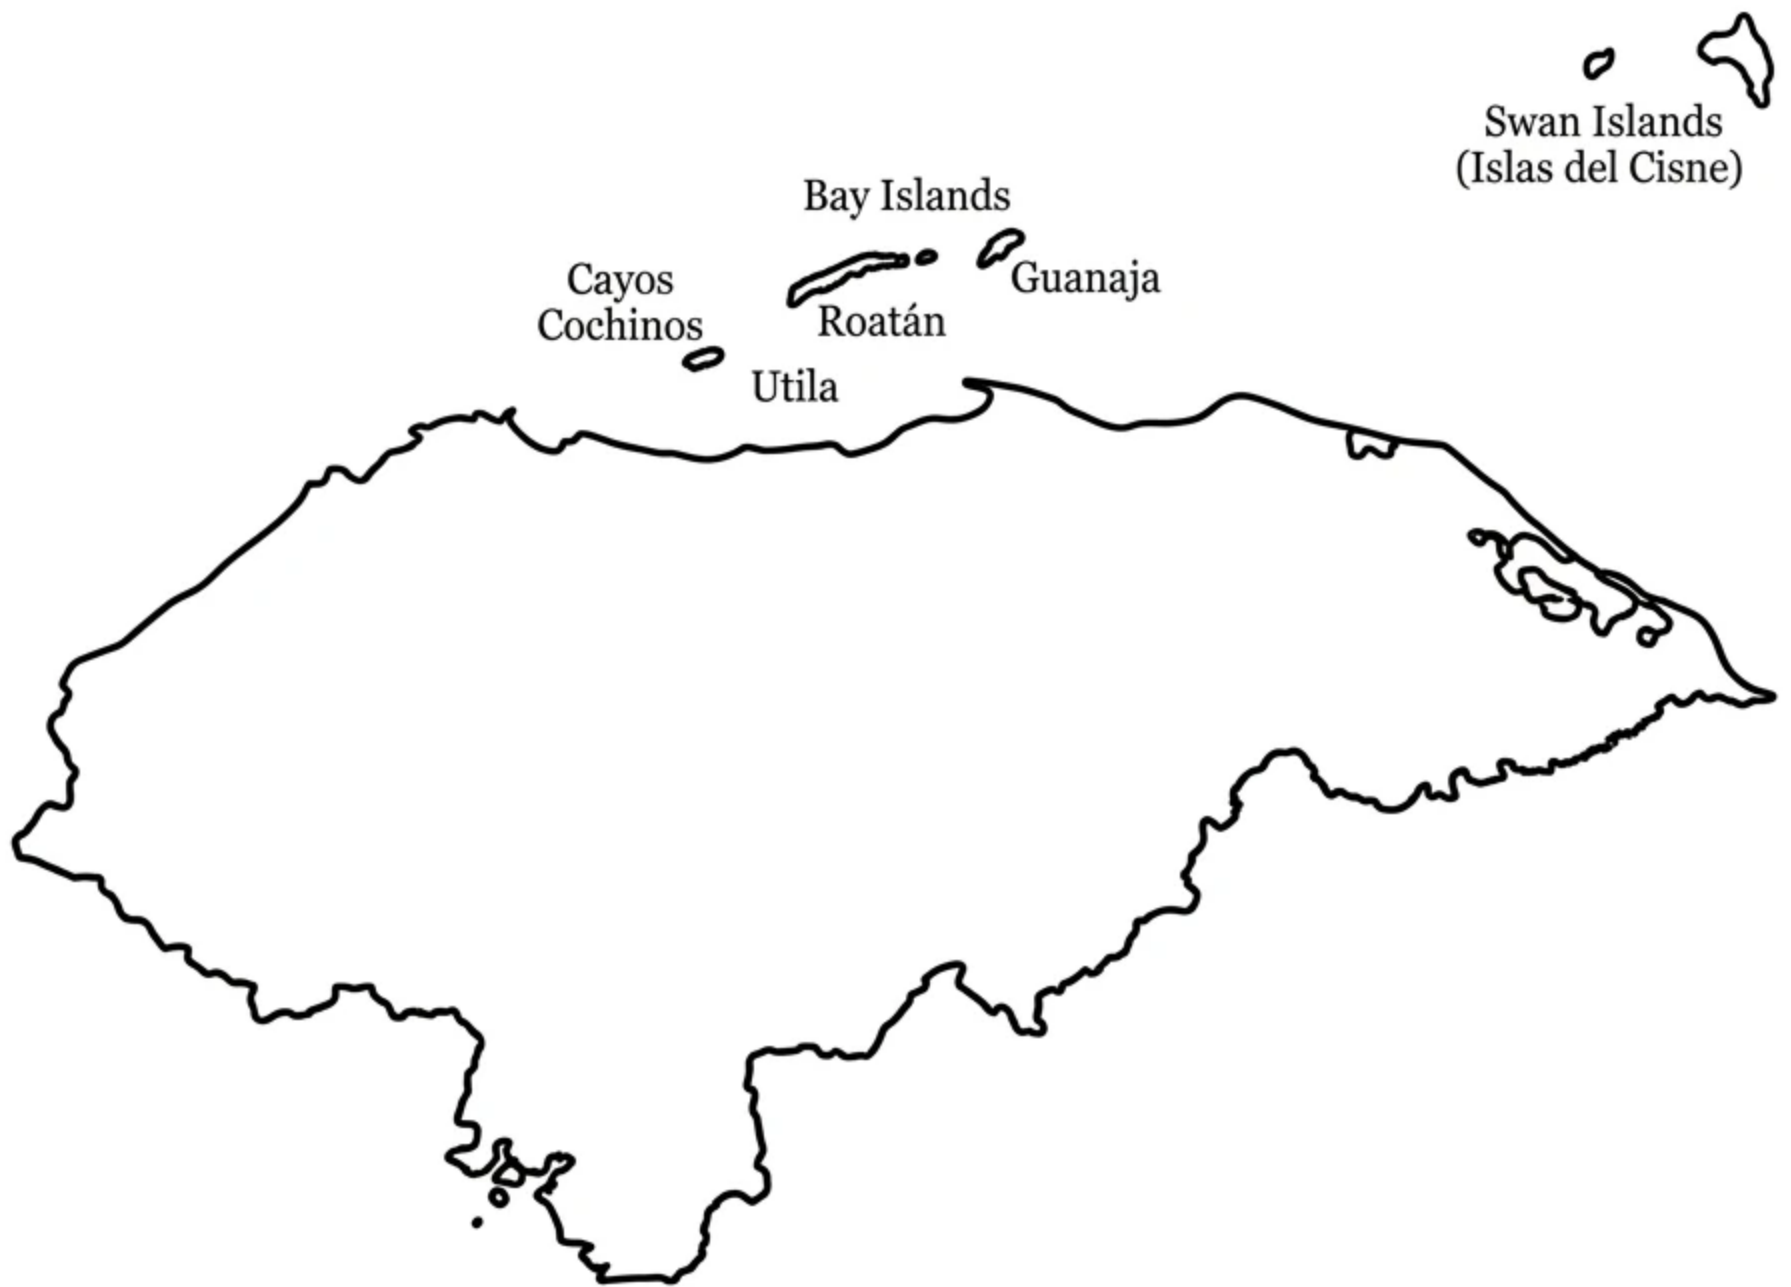 Swan Islands
(Islas del Cisne)
Bay Islands
Guanaja
Cayos
Cochinos
Roatán
Utila